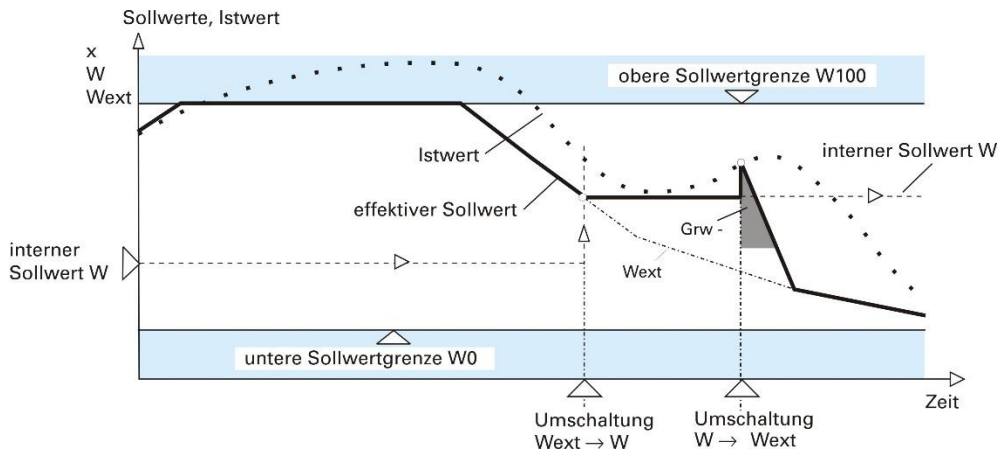 Sollwerte, Istwert
x
W
Wext
obere Sollwertgrenze W100
Istwert
interner Sollwert W
effektiver Sollwert
Grw -
interner
Sollwert W
Wext
untere Sollwertgrenze W0
Zeit
Umschaltung
Wext → W
Umschaltung
W → Wext